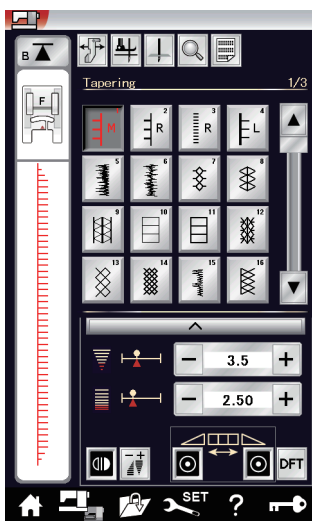 B
Tapering 1/3
F
M
2 R
3 R
4 L
5 6 7 8
9 10 11 12
13 14 15 16
− 3.5 +
− 2.50 +
DFT
SET ?